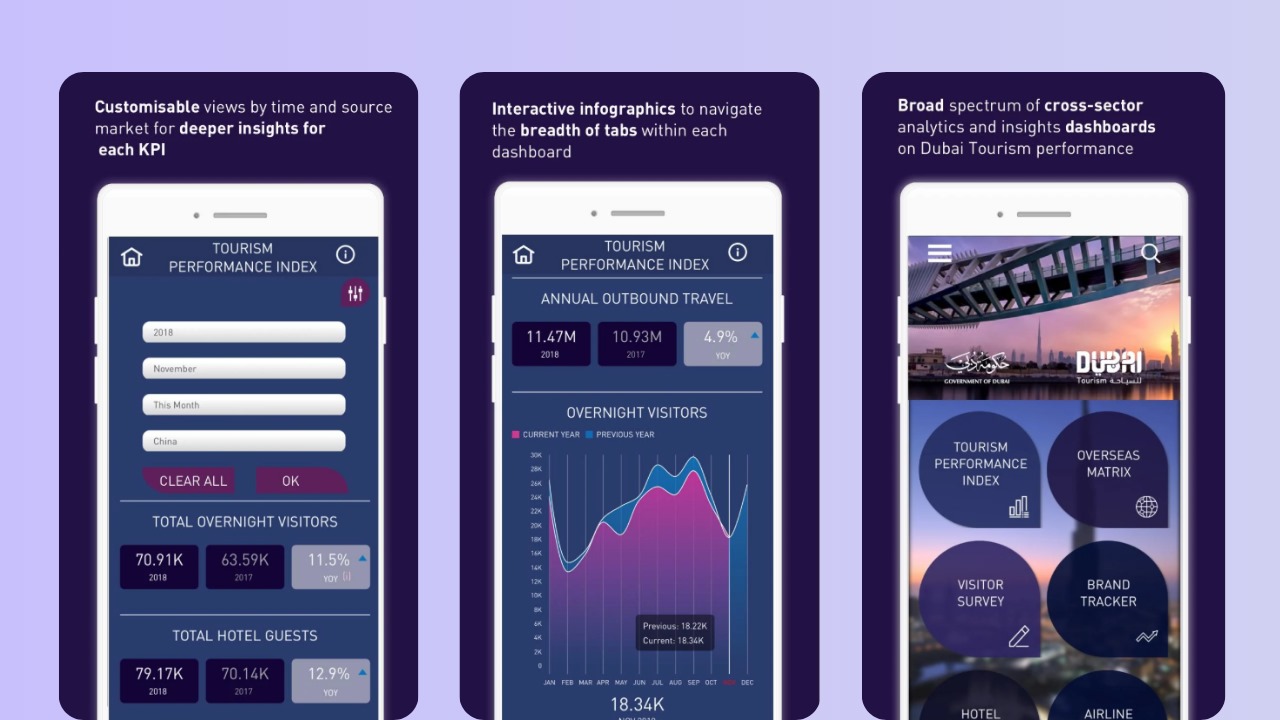 Customisable views by time and source
market for deeper insights for
each KPI
TOURISM
PERFORMANCE INDEX
2018
November
This Month
China
CLEAR ALL
OK
TOTAL OVERNIGHT VISITORS
70.91K
2018
63.59K
2017
11.5%
YOY
TOTAL HOTEL GUESTS
79.17K
2018
70.14K
2017
12.9%
YOY
Interactive infographics to navigate
the breadth of tabs within each
dashboard
TOURISM
PERFORMANCE INDEX
ANNUAL OUTBOUND TRAVEL
11.47M
2018
10.93M
2017
4.9%
YOY
OVERNIGHT VISITORS
CURRENT YEAR
PREVIOUS YEAR
30K
28K
26K
24K
22K
20K
18K
16K
14K
12K
10K
8K
6K
4K
2K
0
Previous: 18.22K
Current: 18.34K
JAN FEB MAR APR MAY JUN JUL AUG SEP OCT NOV DEC
18.34K
Broad spectrum of cross-sector
analytics and insights dashboards
on Dubai Tourism performance
حكومة دبي
GOVERNMENT OF DUBAI
DUBAI
Tourism للسياحة
TOURISM
PERFORMANCE
INDEX
OVERSEAS
MATRIX
VISITOR
SURVEY
BRAND
TRACKER
HOTEL
AIRLINE